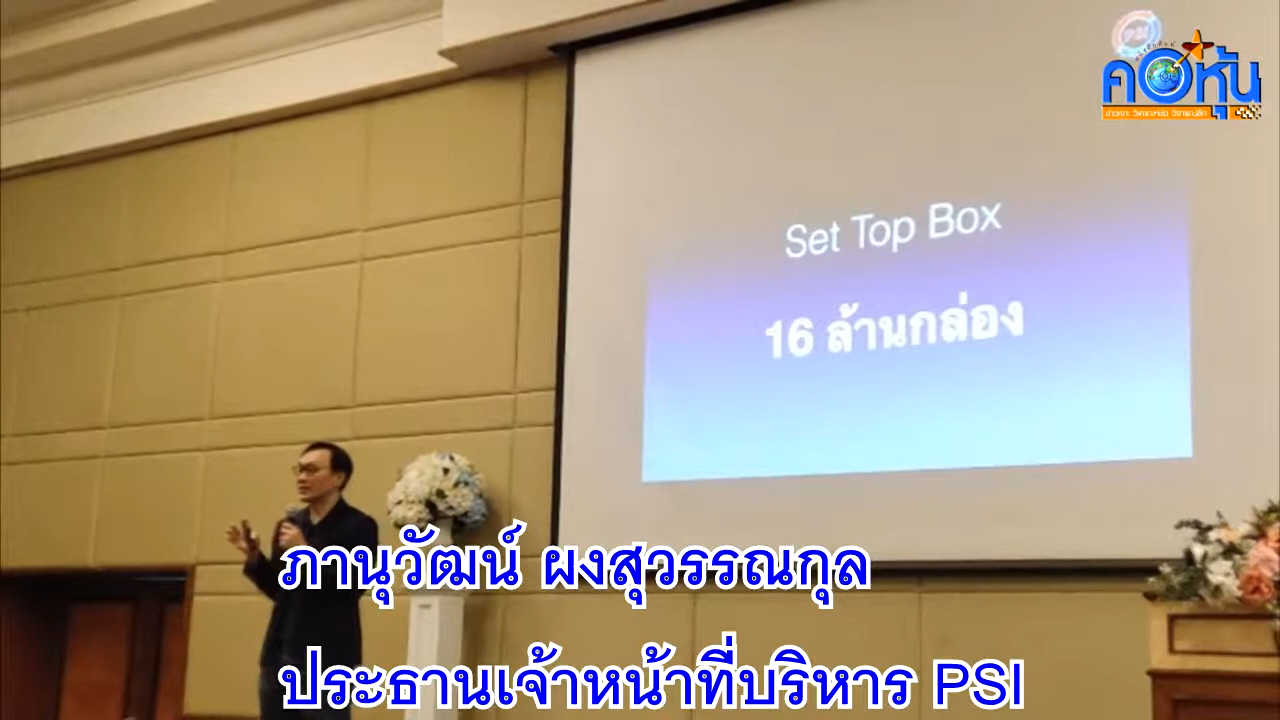 คอหุ้น
Set Top Box
16 ล้านกล่อง
ภานุวัฒน์ ผงสุวรรณกุล
ประธานเจ้าหน้าที่บริหาร PSI